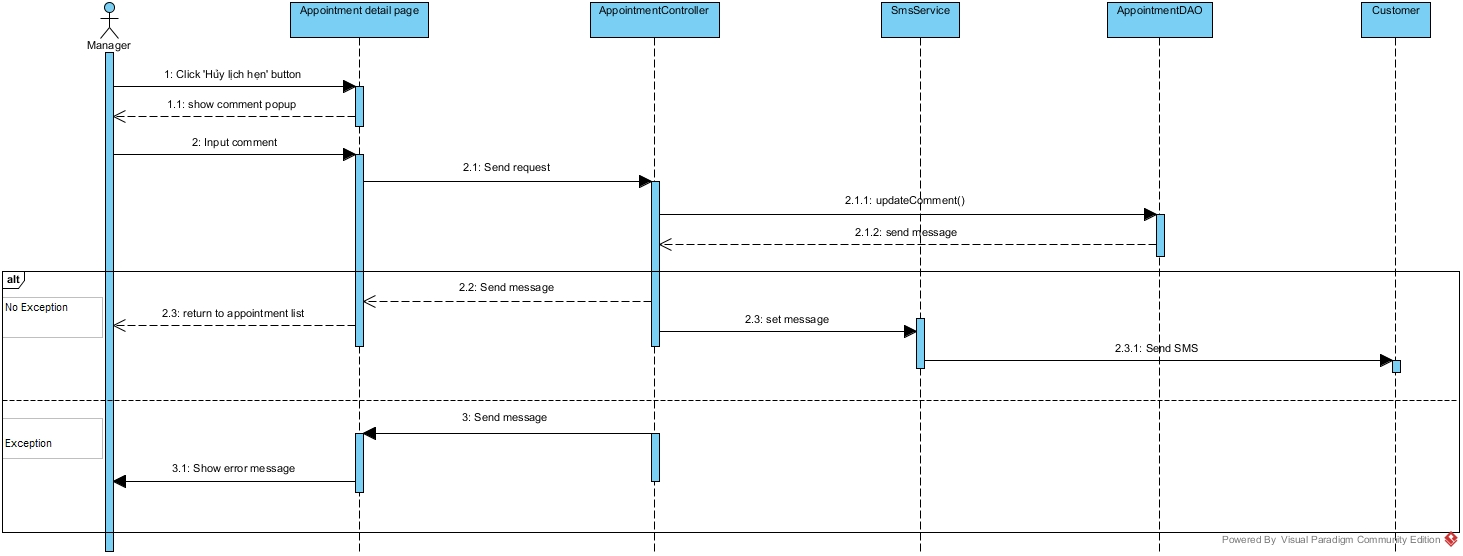 Appointment detail page
AppointmentController
SmsService
AppointmentDAO
Customer
Manager
1: Click 'Hủy lịch hẹn' button
1.1: show comment popup
2: Input comment
2.1: Send request
2.1.1: updateComment()
2.1.2: send message
alt
No Exception
2.2: Send message
2.3: return to appointment list
2.3: set message
2.3.1: Send SMS
3: Send message
Exception
3.1: Show error message
Powered By Visual Paradigm Community Edition